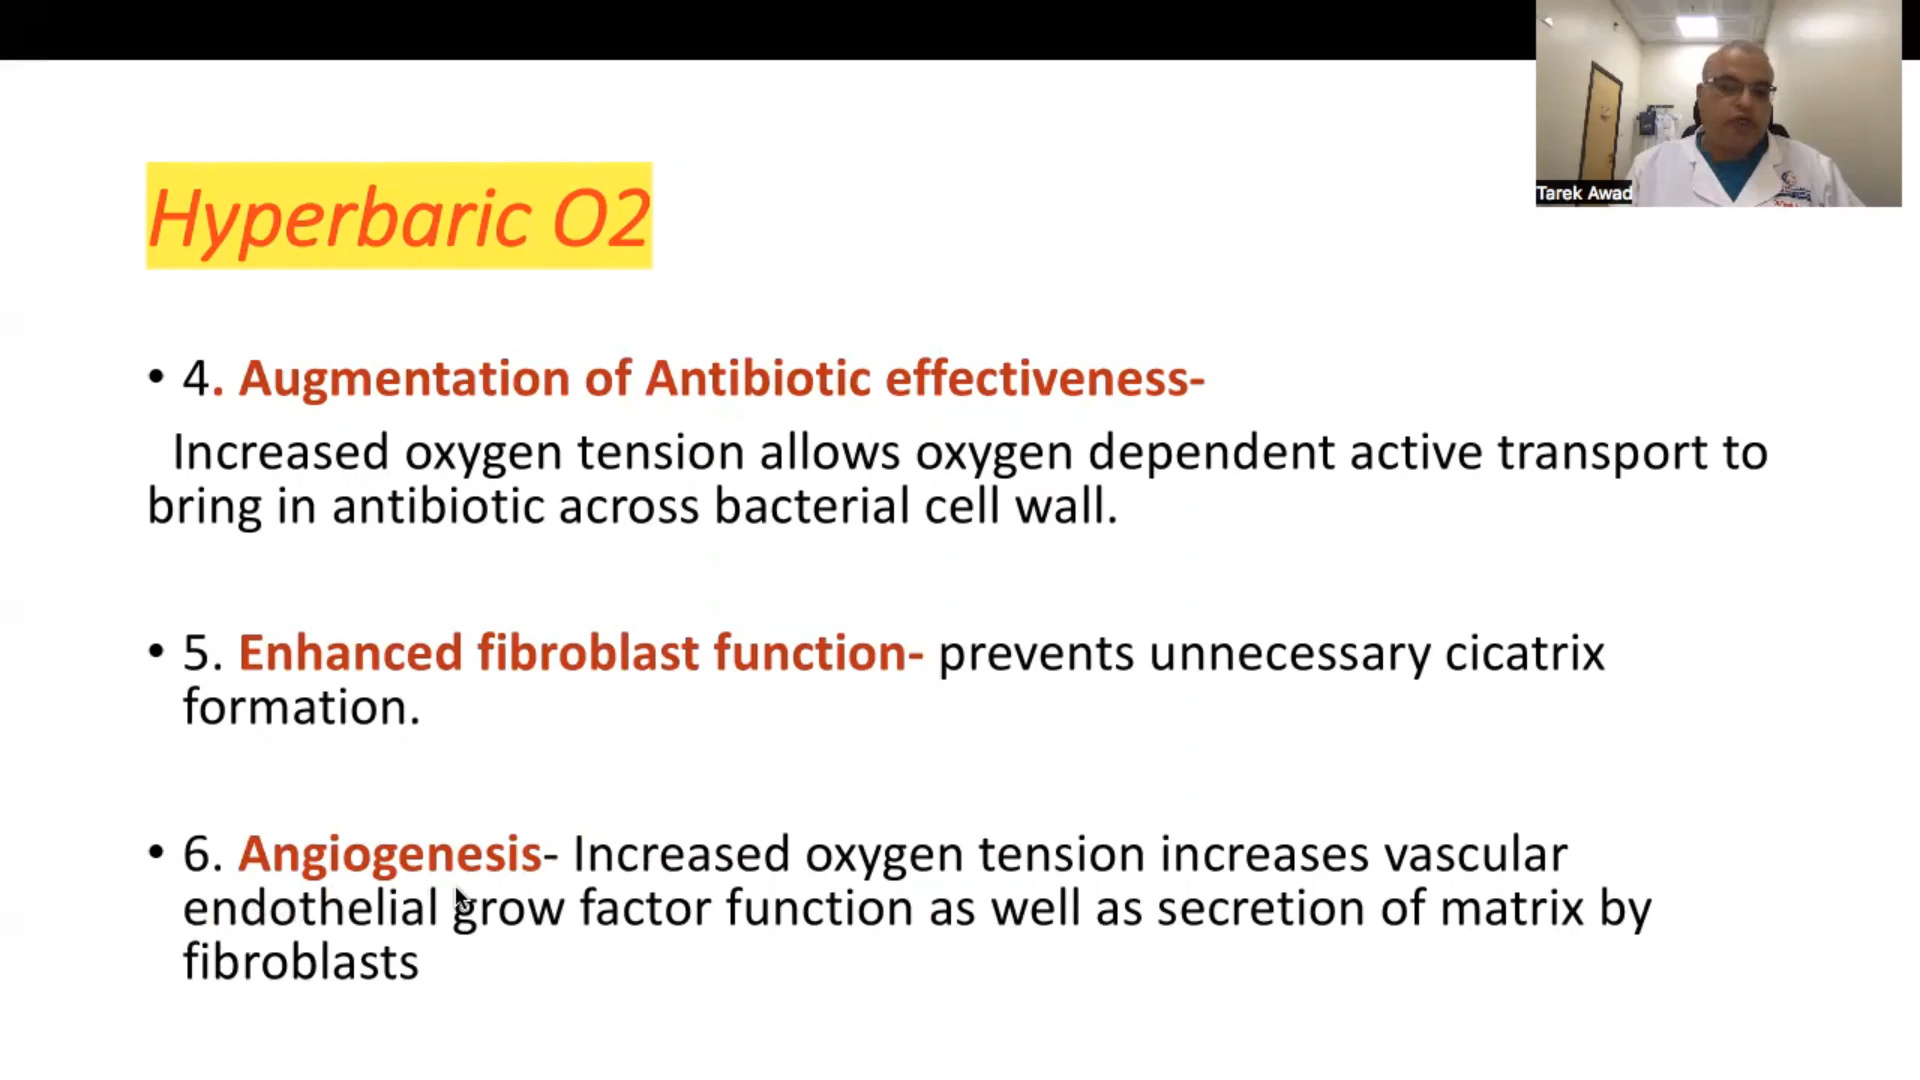 Tarek Awad
Hyperbaric O2
• 4. Augmentation of Antibiotic effectiveness-
Increased oxygen tension allows oxygen dependent active transport to
bring in antibiotic across bacterial cell wall.
• 5. Enhanced fibroblast function- prevents unnecessary cicatrix
formation.
• 6. Angiogenesis- Increased oxygen tension increases vascular
endothelial grow factor function as well as secretion of matrix by
fibroblasts